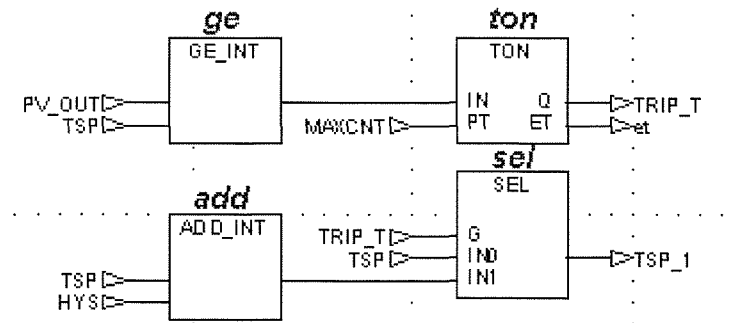 ge
ton
GE_INT
TON
PV_OUT
TSP
IN
Q
TRIP_T
MAXCNT
PT
ET
et
sel
SEL
add
ADD_INT
TRIP_T
G
TSP
IN0
TSP_1
IN1
TSP
HYS